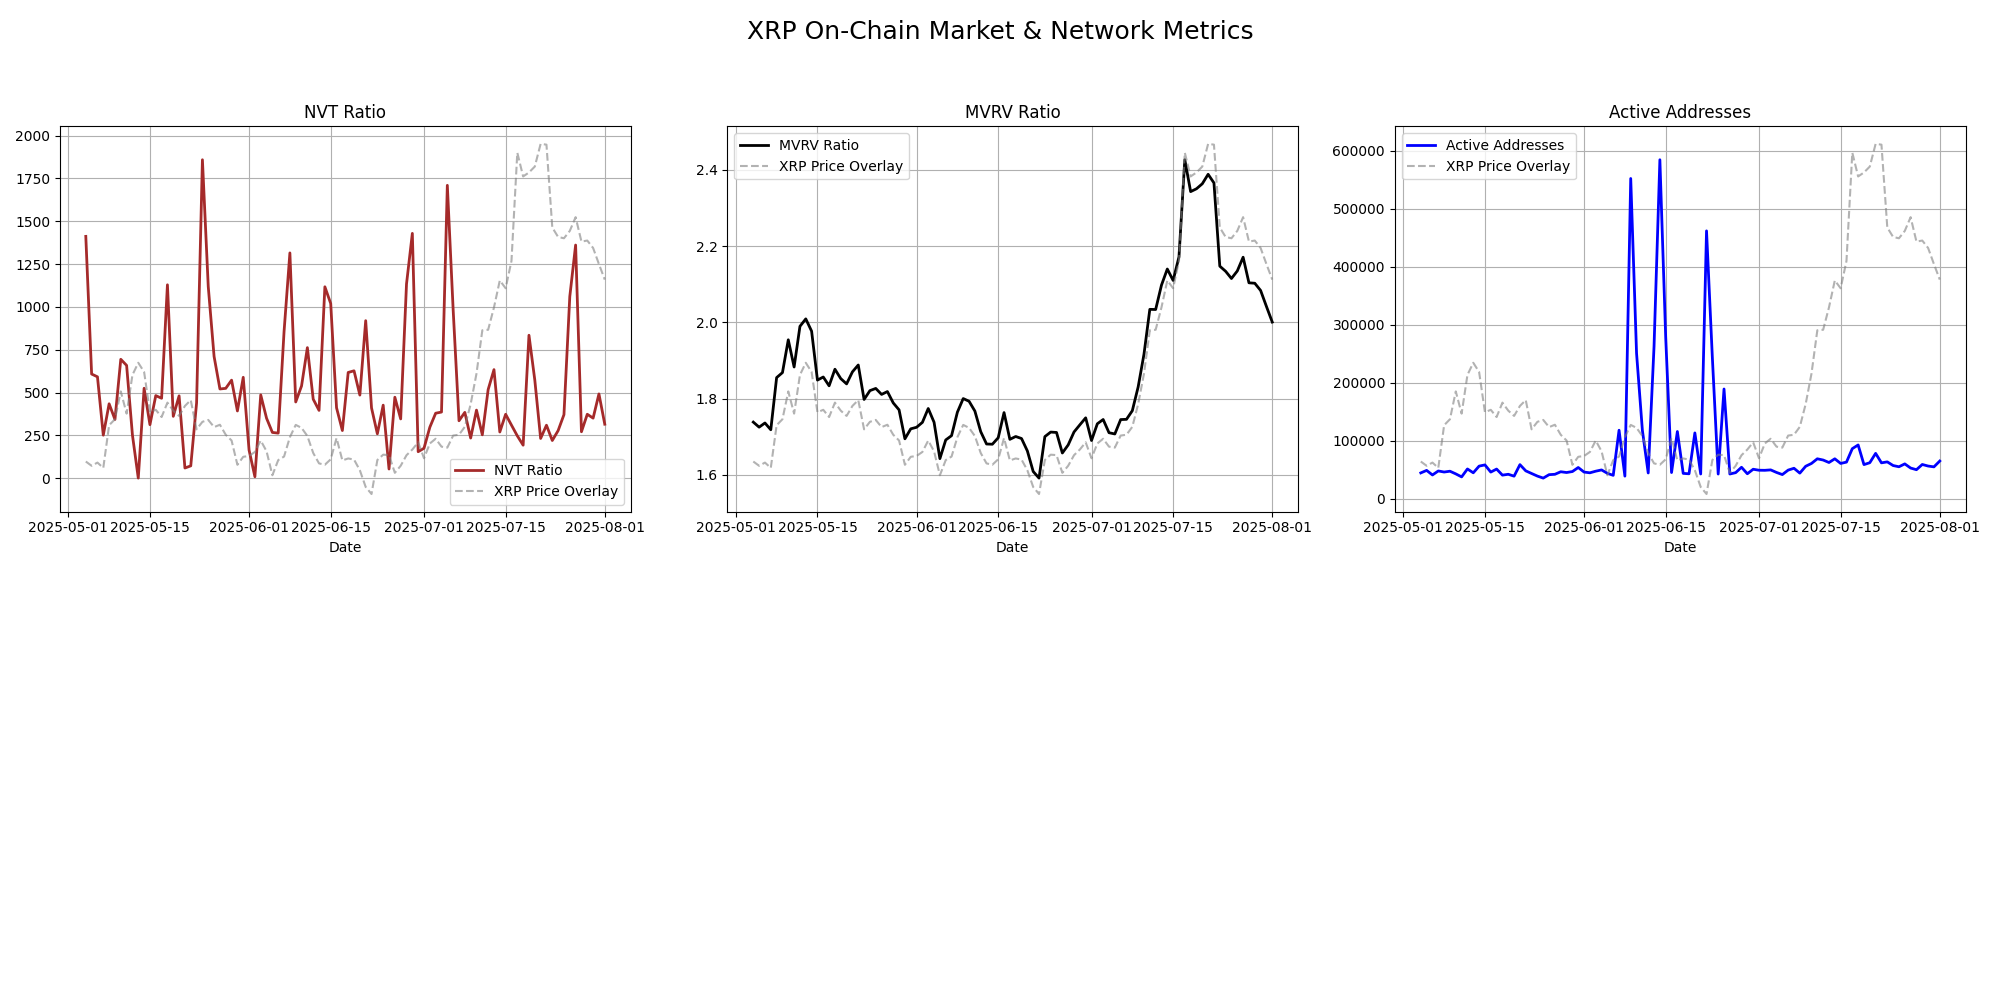 XRP On-Chain Market & Network Metrics
NVT Ratio
2000
1750
1500
1250
1000
750
500
250
0
NVT Ratio
XRP Price Overlay
2025-05-01 2025-05-15 2025-06-01 2025-06-15 2025-07-01 2025-07-15 2025-08-01
Date
MVRV Ratio
MVRV Ratio
XRP Price Overlay
2.4
2.2
2.0
1.8
1.6
2025-05-01 2025-05-15 2025-06-01 2025-06-15 2025-07-01 2025-07-15 2025-08-01
Date
Active Addresses
Active Addresses
XRP Price Overlay
600000
500000
400000
300000
200000
100000
0
2025-05-01 2025-05-15 2025-06-01 2025-06-15 2025-07-01 2025-07-15 2025-08-01
Date